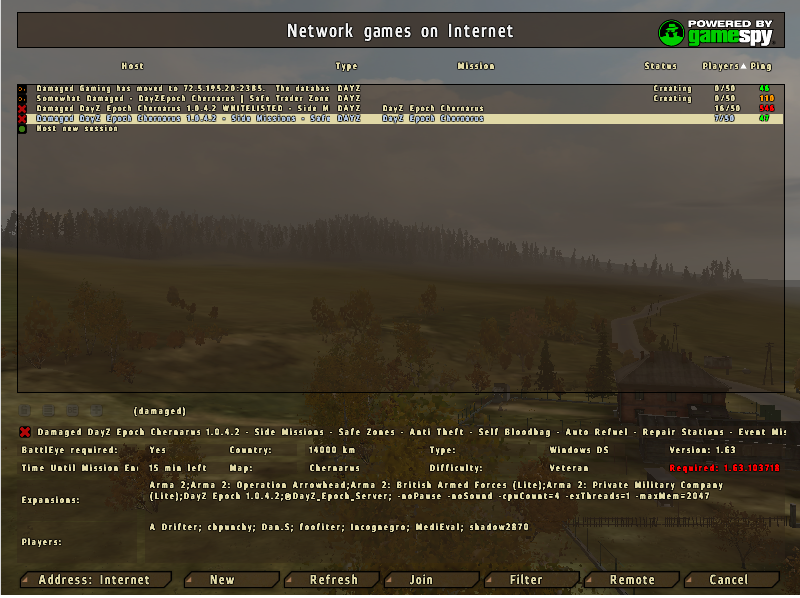 Network games on Internet
POWERED BY
gamespy
Host Type Mission Status Players Ping
Damaged Gaming has moved to 72.5.195.20:2385. The databas DAYZ Creating 0/50 46
Somewhat Damaged - DayZEpoch Chernarus | Safe Trader Zone DAYZ Creating 0/50 110
Damaged DayZ Epoch Chernarus 1.0.4.2 WHITELISTED - Side M DAYZ DayZ Epoch Chernarus 16/50
Damaged DayZ Epoch Chernarus 1.0.4.2 - Side Missions - Safe DAYZ DayZ Epoch Chernarus 7/50 47
Host new session
(damaged)
Damaged DayZ Epoch Chernarus 1.0.4.2 - Side Missions - Safe Zones - Anti Theft - Self Bloodbag - Auto Refuel - Repair Stations - Event Mis
BattlEye required: Yes Country: 14000 km Type: Windows DS Version: 1.63
Time Until Mission En 15 min left Map: Chernarus Difficulty: Veteran Required: 1.63.103718
Arma 2;Arma 2: Operation Arrowhead;Arma 2: British Armed Forces (Lite);Arma 2: Private Military Company
Expansions: (Lite);DayZ Epoch 1.0.4.2;@DayZ_Epoch_Server; -noPause -noSound -cpuCount=4 -exThreads=1 -maxMem=2047
A Drifter; chpunchy; Dan.S; foofiter; Incognegro; MediEval; shadow2870
Players:
Address: Internet New Refresh Join Filter Remote Cancel